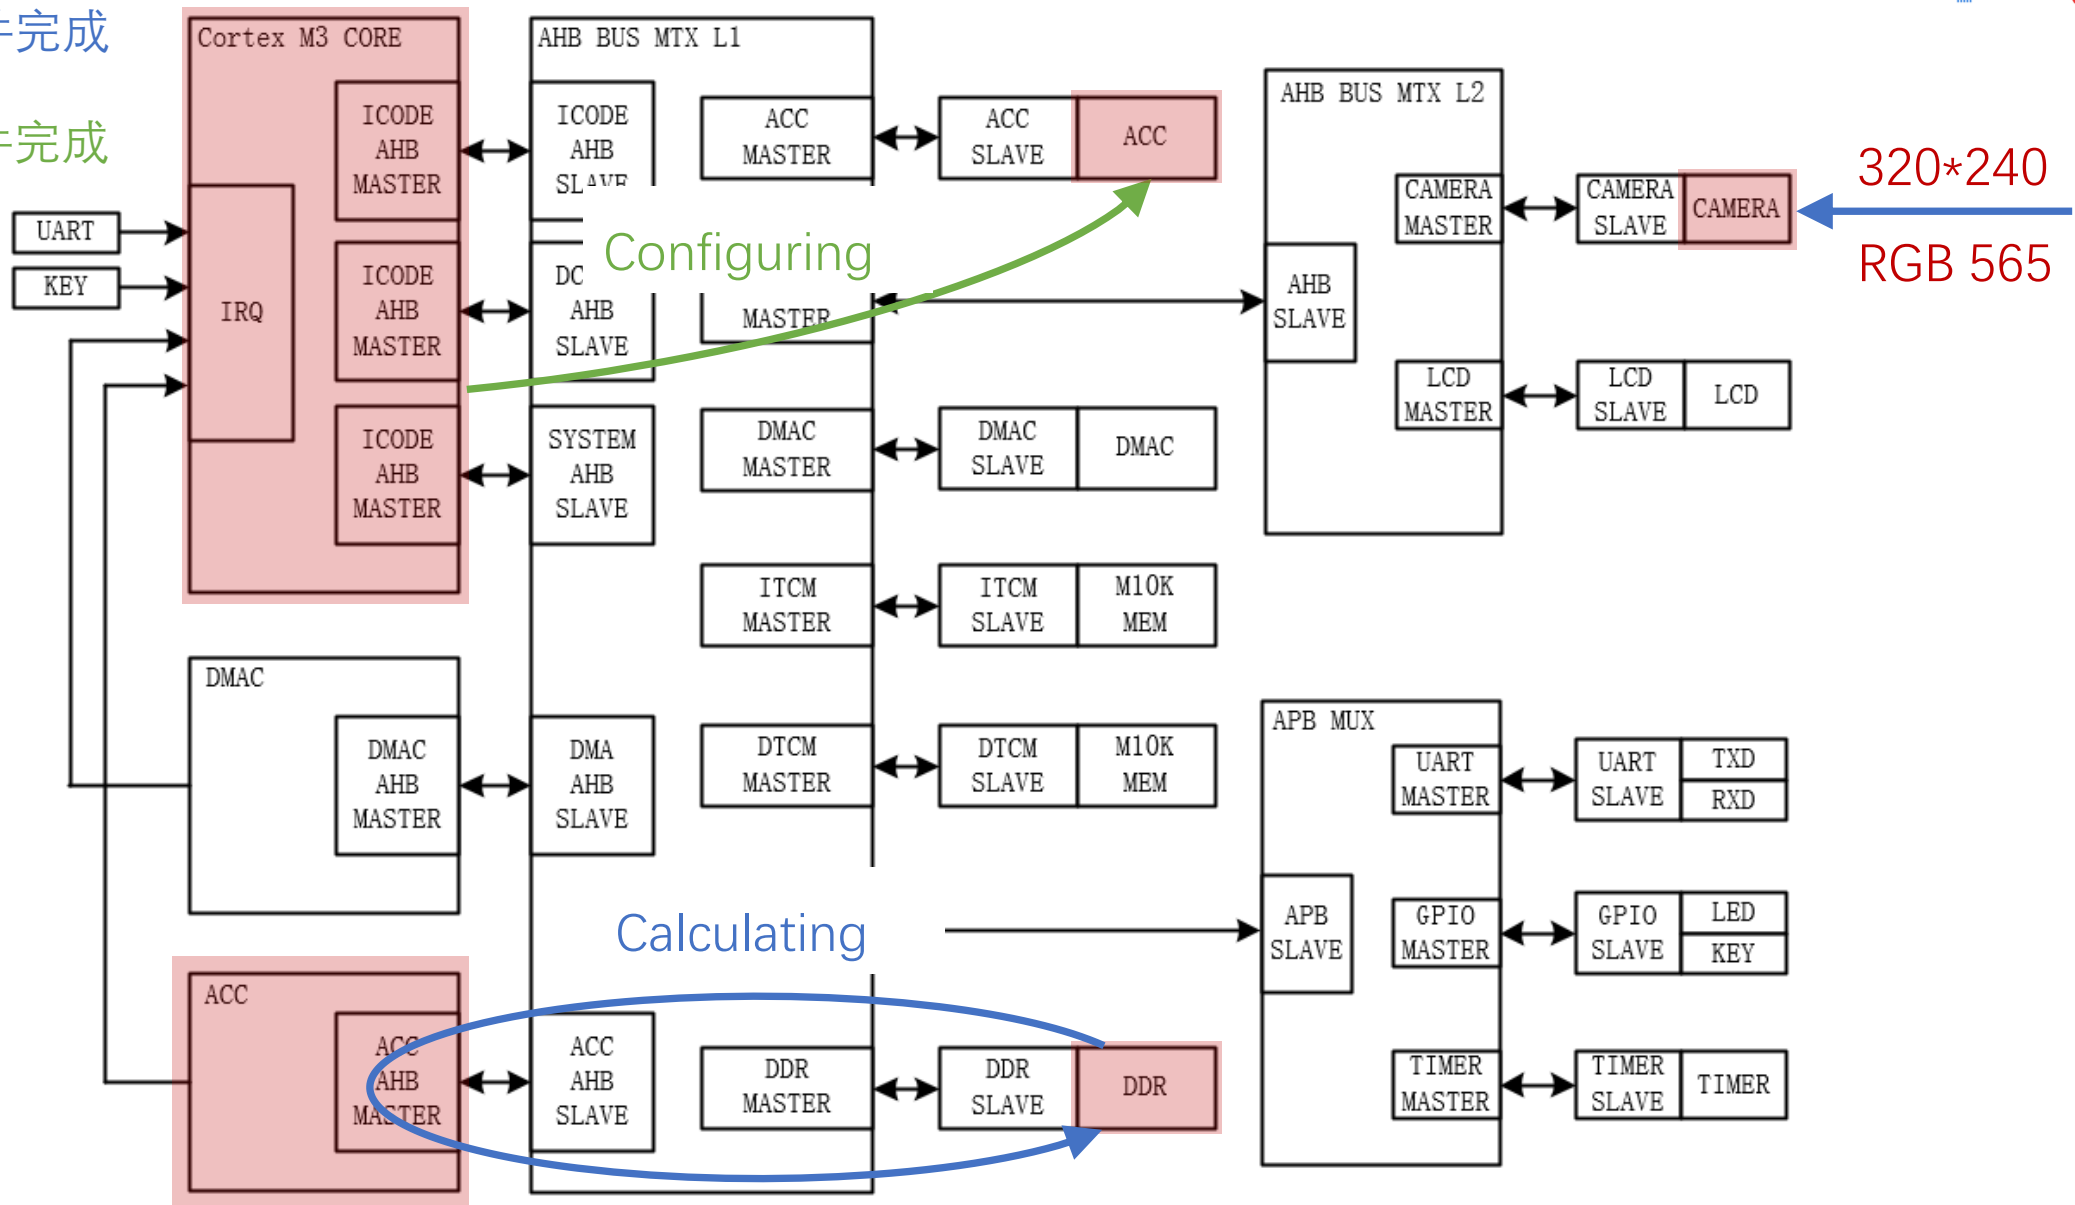 件完成
件完成
Cortex M3 CORE
ICODE
AHB
MASTER
ICODE
AHB
MASTER
ICODE
AHB
MASTER
IRQ
UART
KEY
DMAC
DMAC
AHB
MASTER
ACC
ACC
AHB
MASTER
AHB BUS MTX L1
ICODE
AHB
SLAVE
AHB
SLAVE
SYSTEM
AHB
SLAVE
DMA
AHB
SLAVE
ACC
AHB
SLAVE
ACC
MASTER
Configuring
MASTER
DMAC
MASTER
ITCM
MASTER
DTCM
MASTER
Calculating
DDR
MASTER
ACC
SLAVE
ACC
DMAC
SLAVE
DMAC
ITCM
SLAVE
M10K
MEM
DTCM
SLAVE
M10K
MEM
DDR
SLAVE
DDR
AHB BUS MTX L2
AHB
SLAVE
CAMERA
MASTER
CAMERA
SLAVE
CAMERA
LCD
MASTER
LCD
SLAVE
LCD
320*240
RGB 565
APB MUX
APB
SLAVE
UART
MASTER
UART
SLAVE
TXD
RXD
GPIO
MASTER
GPIO
SLAVE
LED
KEY
TIMER
MASTER
TIMER
SLAVE
TIMER